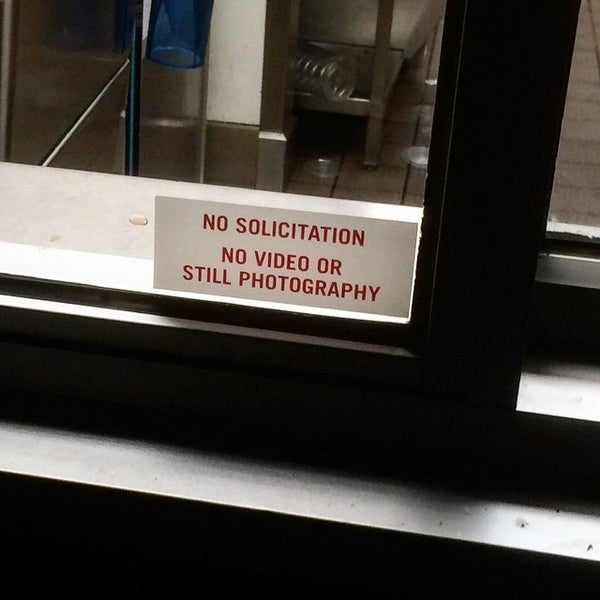 NO SOLICITATION
NO VIDEO OR
STILL PHOTOGRAPHY